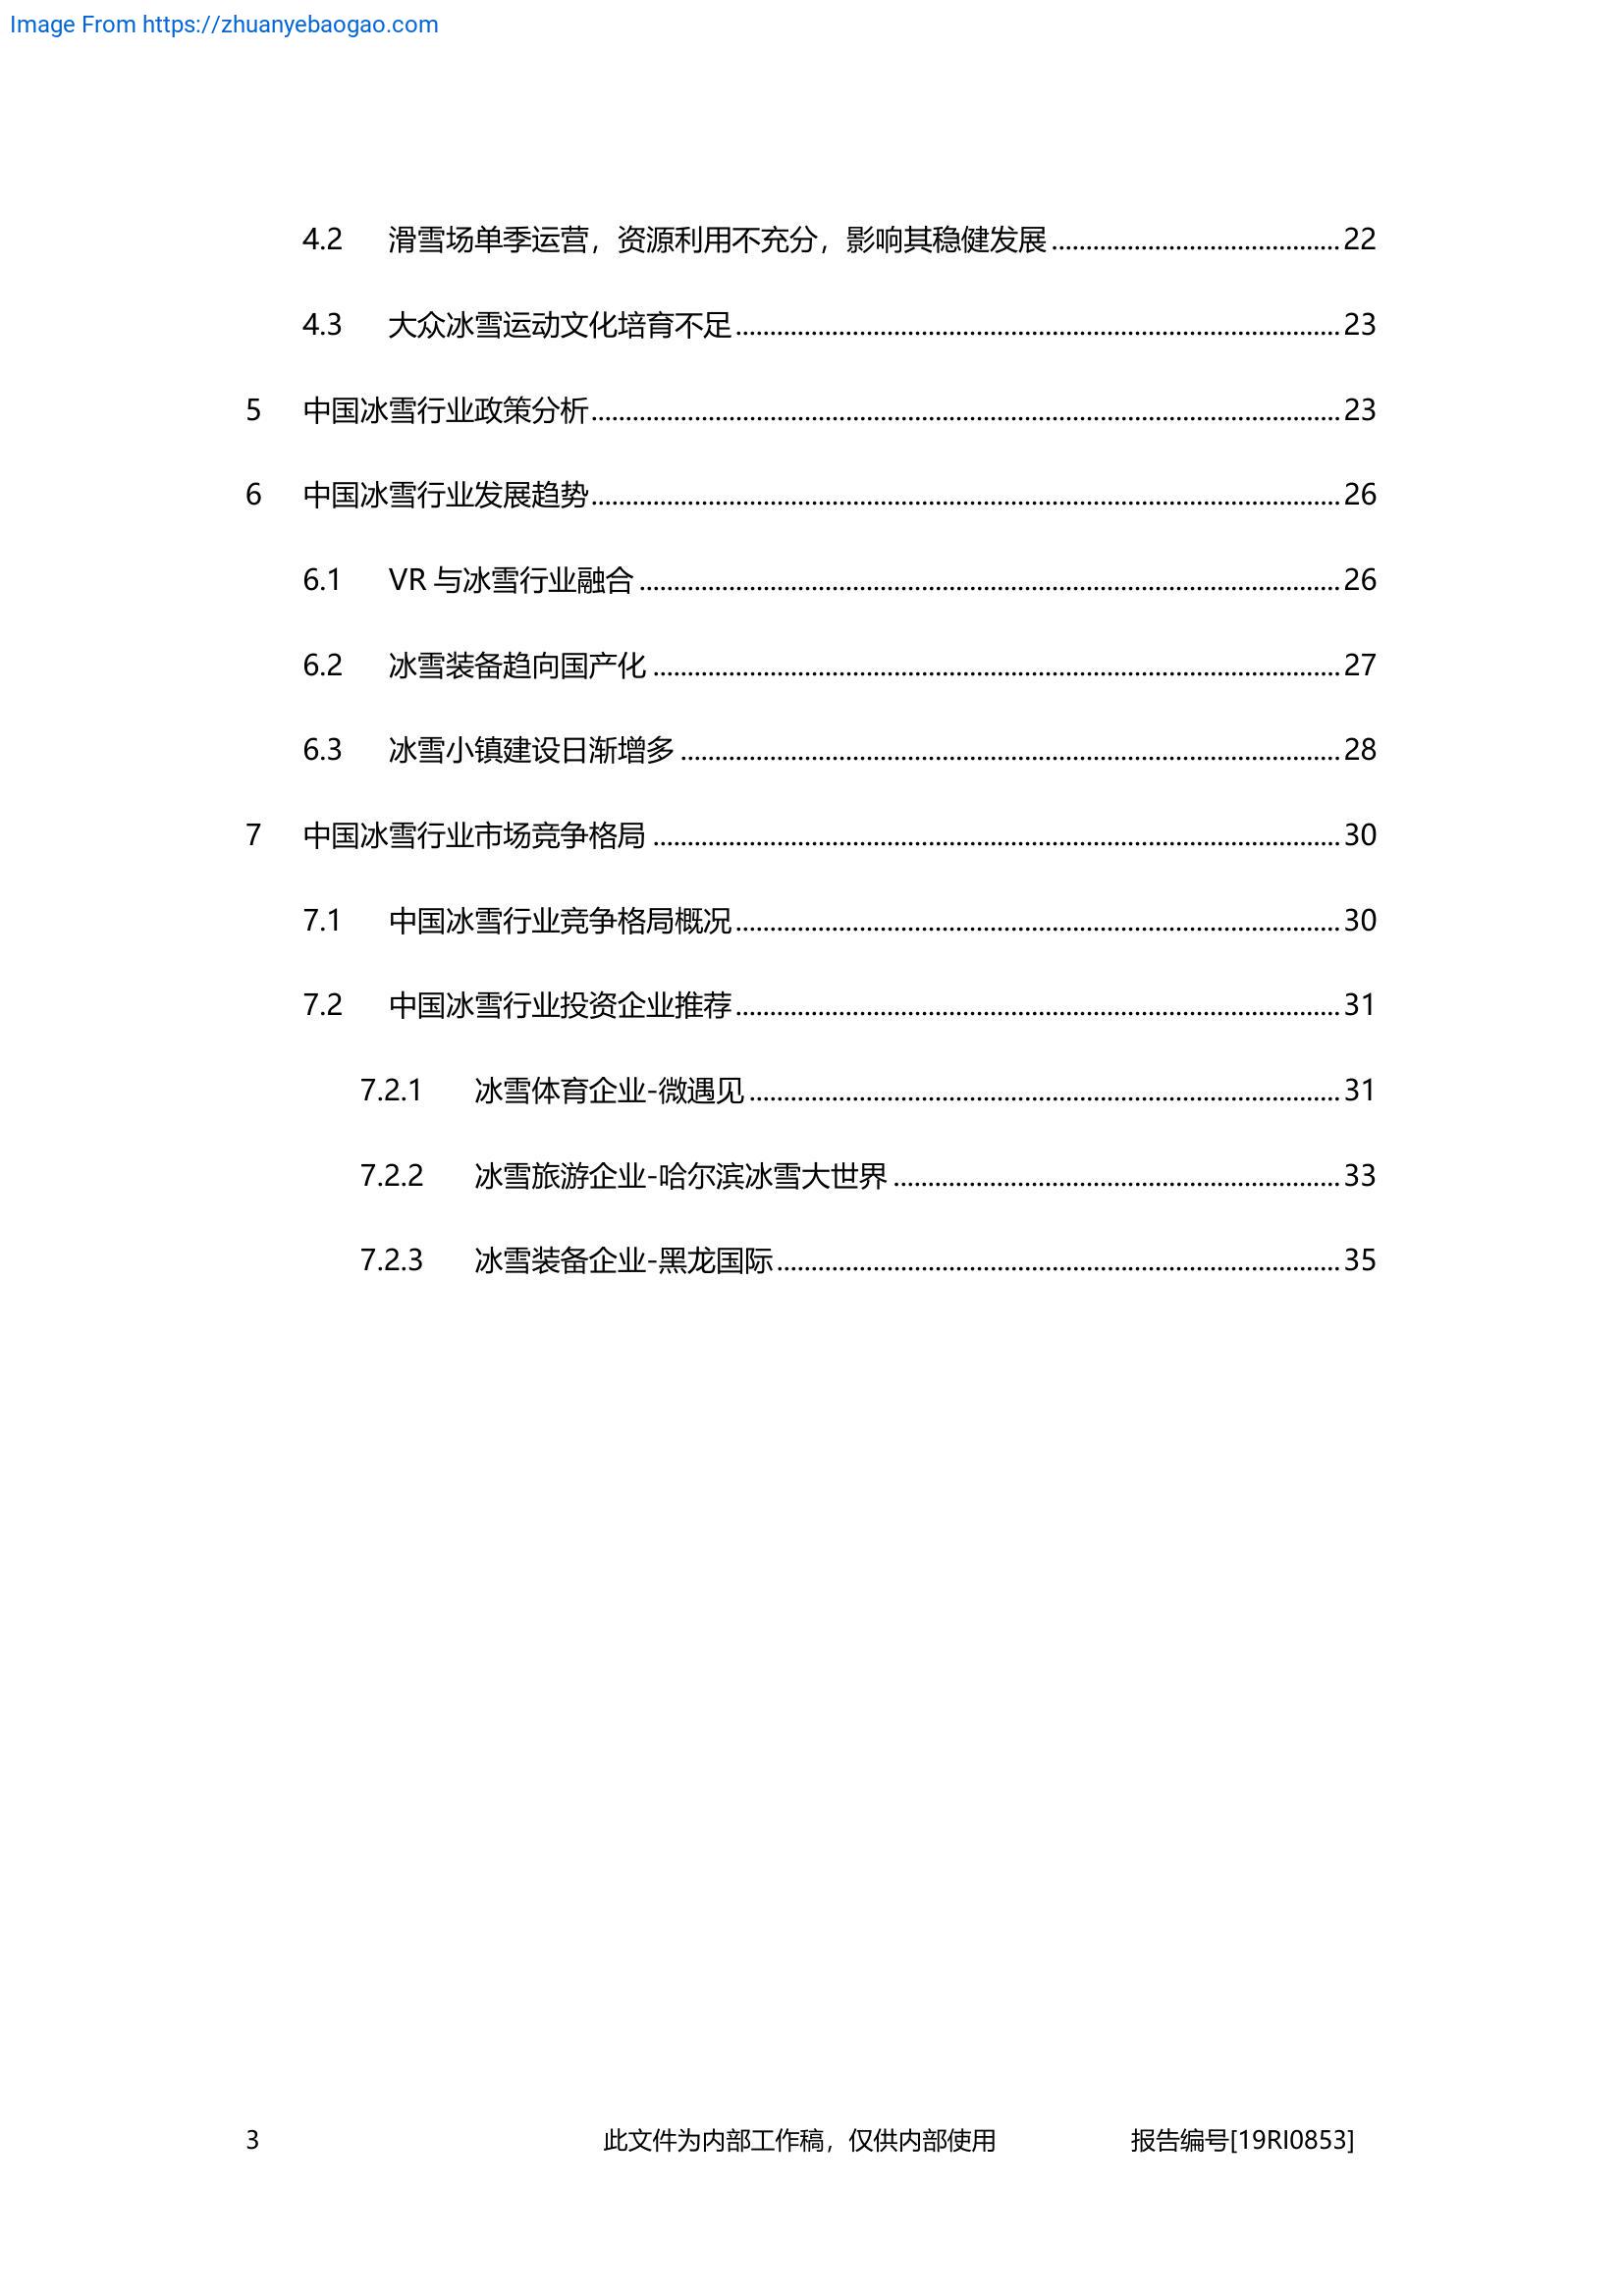 Image From https://zhuanyebaogao.com
4.2 滑雪场单季运营，资源利用不充分，影响其稳健发展 ........................................ 22
4.3 大众冰雪运动文化培育不足 ........................................ 23
5 中国冰雪行业政策分析 ........................................ 23
6 中国冰雪行业发展趋势 ........................................ 26
6.1 VR 与冰雪行业融合 ........................................ 26
6.2 冰雪装备趋向国产化 ........................................ 27
6.3 冰雪小镇建设日渐增多 ........................................ 28
7 中国冰雪行业市场竞争格局 ........................................ 30
7.1 中国冰雪行业竞争格局概况 ........................................ 30
7.2 中国冰雪行业投资企业推荐 ........................................ 31
7.2.1 冰雪体育企业-微遇见 ........................................ 31
7.2.2 冰雪旅游企业-哈尔滨冰雪大世界 ........................................ 33
7.2.3 冰雪装备企业-黑龙国际 ........................................ 35
3 此文件为内部工作稿，仅供内部使用 报告编号[19RI0853]